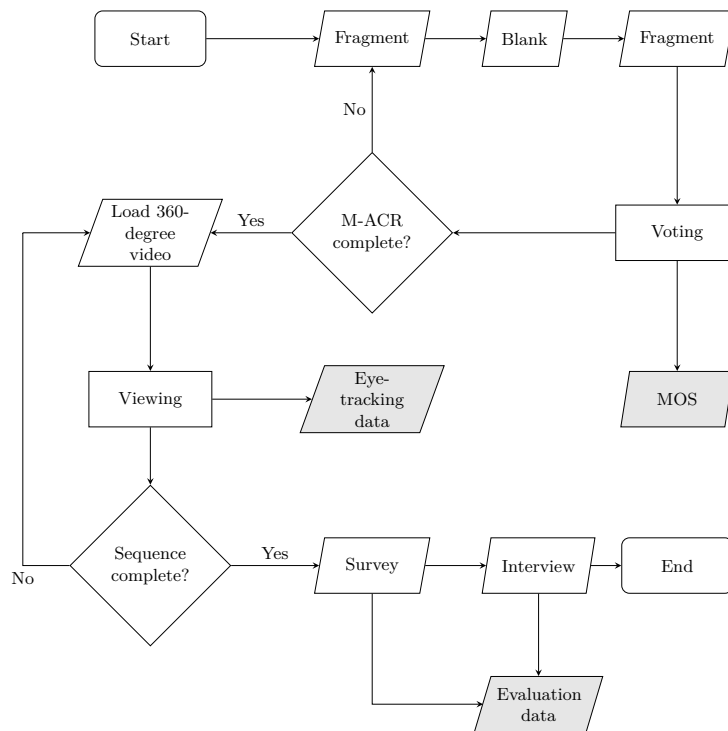 Start
Fragment
Blank
Fragment
No
Load 360-
degree
video
Yes
M-ACR
complete?
Voting
Viewing
Eye-
tracking
data
MOS
Sequence
complete?
No
Yes
Survey
Interview
End
Evaluation
data